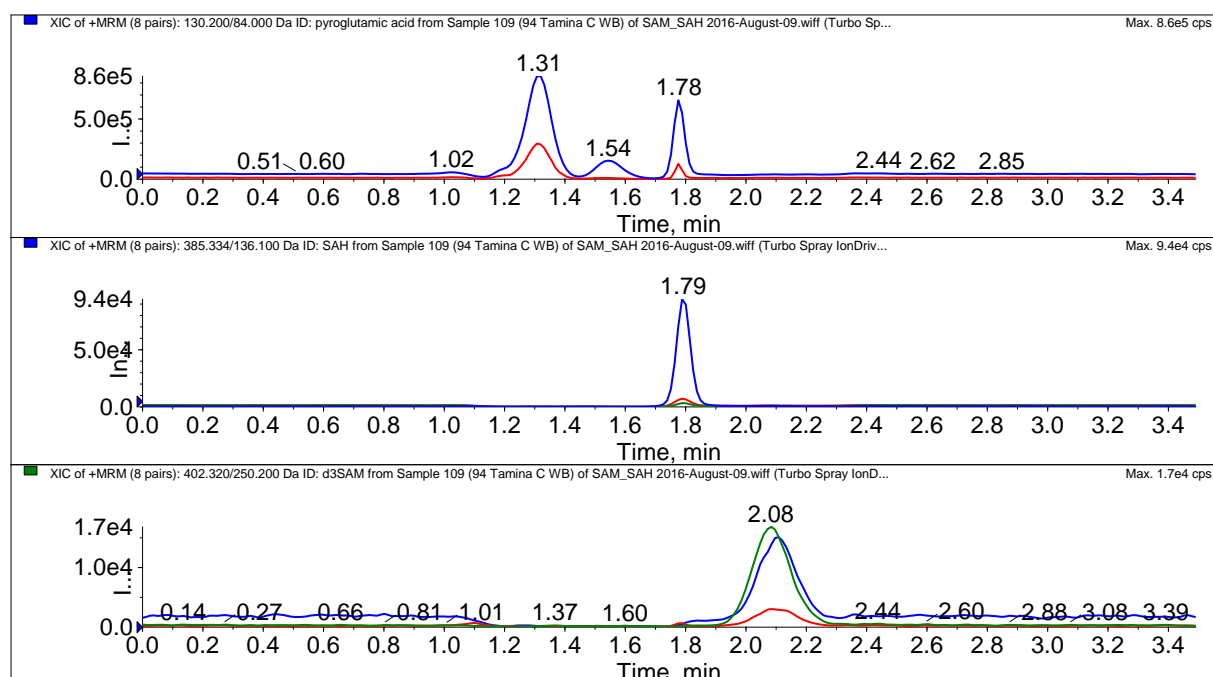 XIC of +MRM (8 pairs): 130.200/84.000 Da ID: pyroglutamic acid from Sample 109 (94 Tamina C WB) of SAM_SAH 2016-August-09.wiff (Turbo Sp... Max. 8.6e5 cps.
8.6e5
5.0e5
0.0
I...
1.31
1.78
1.54
0.51 0.60 1.02 2.44 2.62 2.85
0.0 0.2 0.4 0.6 0.8 1.0 1.2 1.4 1.6 1.8 2.0 2.2 2.4 2.6 2.8 3.0 3.2 3.4
Time, min
XIC of +MRM (8 pairs): 385.334/136.100 Da ID: SAH from Sample 109 (94 Tamina C WB) of SAM_SAH 2016-August-09.wiff (Turbo Spray IonDriv... Max. 9.4e4 cps.
9.4e4
5.0e4
0.0
In...
1.79
0.0 0.2 0.4 0.6 0.8 1.0 1.2 1.4 1.6 1.8 2.0 2.2 2.4 2.6 2.8 3.0 3.2 3.4
Time, min
XIC of +MRM (8 pairs): 402.320/250.200 Da ID: d3SAM from Sample 109 (94 Tamina C WB) of SAM_SAH 2016-August-09.wiff (Turbo Spray IonD... Max. 1.7e4 cps.
1.7e4
1.0e4
0.0
I...
2.08
0.14 0.27 0.66 0.81 1.01 1.37 1.60 2.44 2.60 2.88 3.08 3.39
0.0 0.2 0.4 0.6 0.8 1.0 1.2 1.4 1.6 1.8 2.0 2.2 2.4 2.6 2.8 3.0 3.2 3.4
Time, min